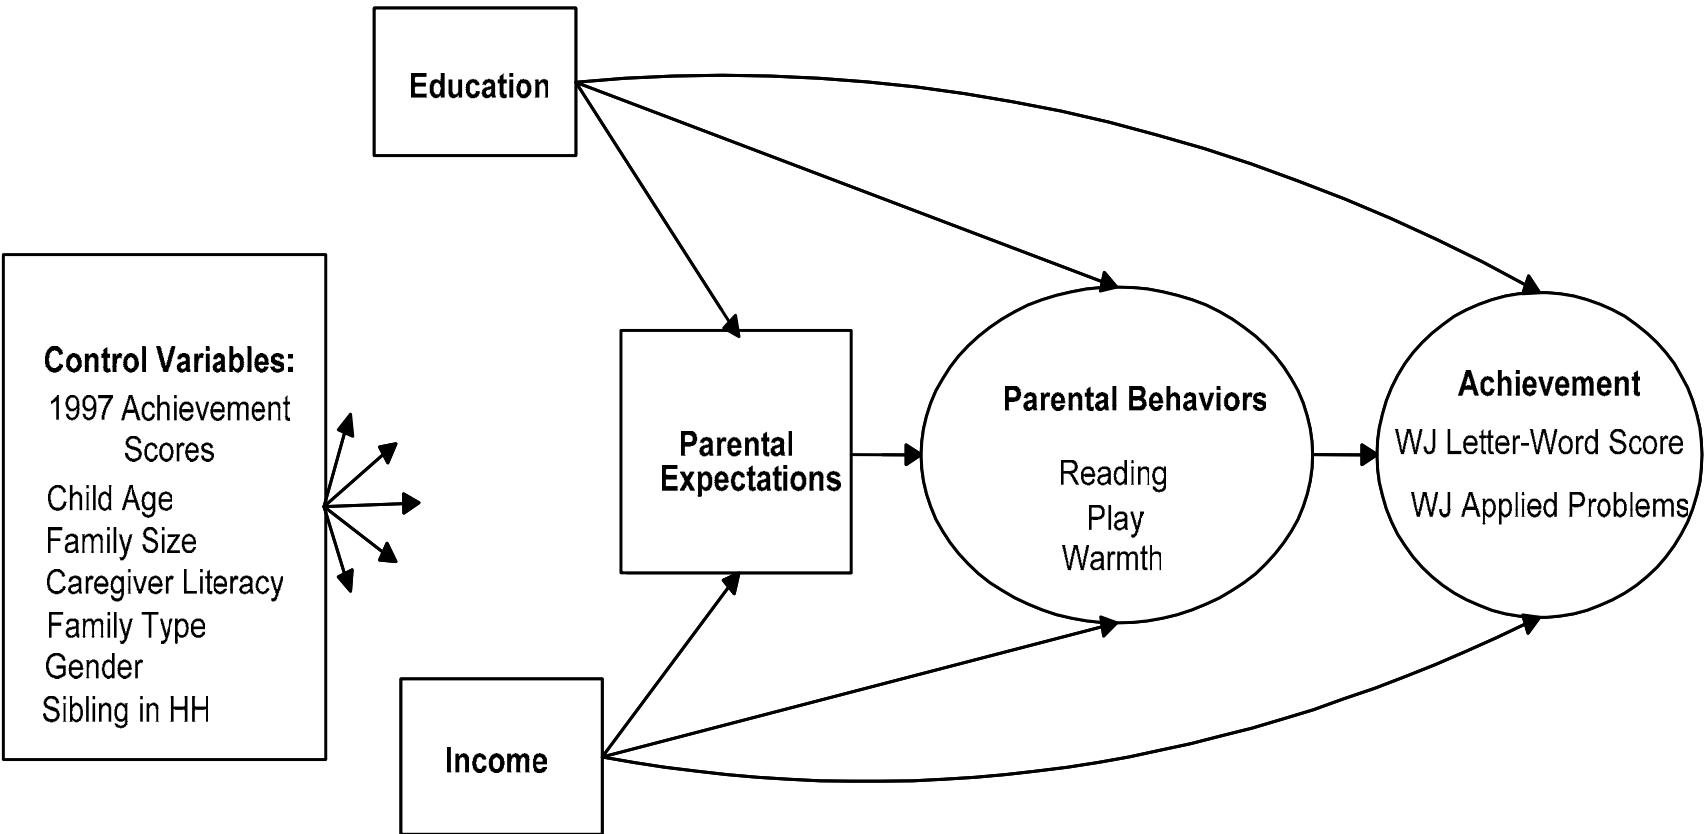 Education
Control Variables:
1997 Achievement
Scores
Child Age
Family Size
Caregiver Literacy
Family Type
Gender
Sibling in HH
Parental
Expectations
Parental Behaviors
Reading
Play
Warmth
Achievement
WJ Letter-Word Score
WJ Applied Problems
Income